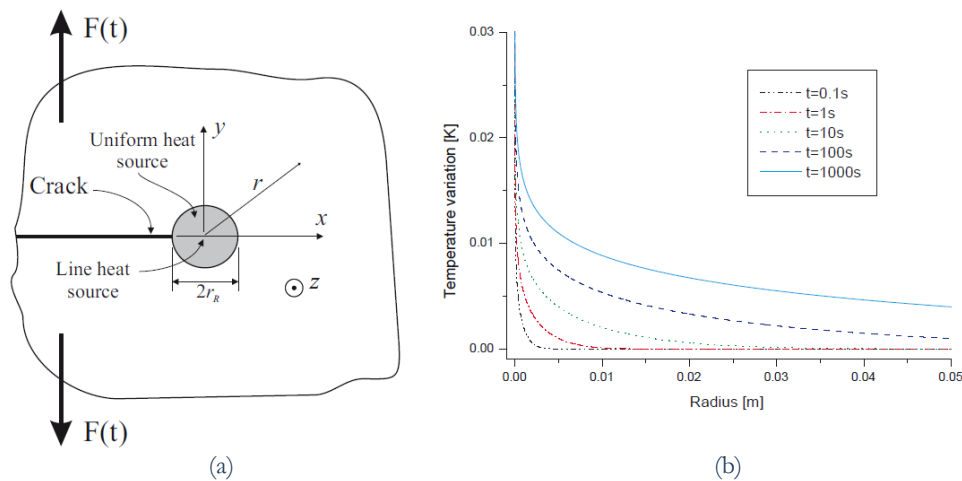 F(t)
Uniform heat
source
y
r
Crack
x
Line heat
source
2r_R
z
F(t)
(a)
0.03
0.02
0.01
0.00
Temperature variation [K]
t=0.1s
t=1s
t=10s
t=100s
t=1000s
0.00
0.01
0.02
0.03
0.04
0.05
Radius [m]
(b)